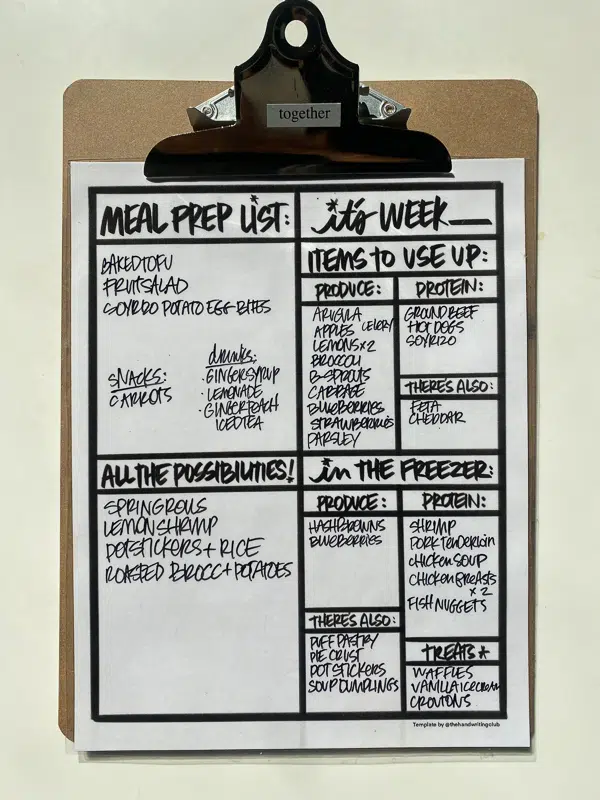 together
MEAL PREP LIST:
BAKED TOFU
FRUIT SALAD
SOYRIZO POTATO EGG BITES
SNACKS:
CARROTS
drinks:
· GINGER SYRUP
· LEMONADE
· GINGER PEACH
ICED TEA
it's WEEK__
ITEMS TO USE UP:
PRODUCE:
ARUGULA
APPLES CELERY
LEMONS x 2
BROCCOLI
B-SPROUTS
CABBAGE
BLUEBERRIES
STRAWBERRIES
PARSLEY
PROTEIN:
GROUND BEEF
HOT DOGS
SOYRIZO
THERE'S ALSO:
FETA
CHEDDAR
ALL THE POSSIBILITIES!
SPRING ROLLS
LEMON SHRIMP
POTSTICKERS + RICE
ROASTED BROCC + POTATOES
in THE FREEZER:
PRODUCE:
HASHBROWNS
BLUEBERRIES
THERE'S ALSO:
PUFF PASTRY
PIE CRUST
POT STICKERS
SOUP DUMPLINGS
PROTEIN:
SHRIMP
PORK TENDERLOIN
CHICKEN SOUP
CHICKEN BREASTS
x 2
FISH NUGGETS
TREATS *
WAFFLES
VANILLA ICE CREAM
CROUTONS
Template by @thehandwritingclub